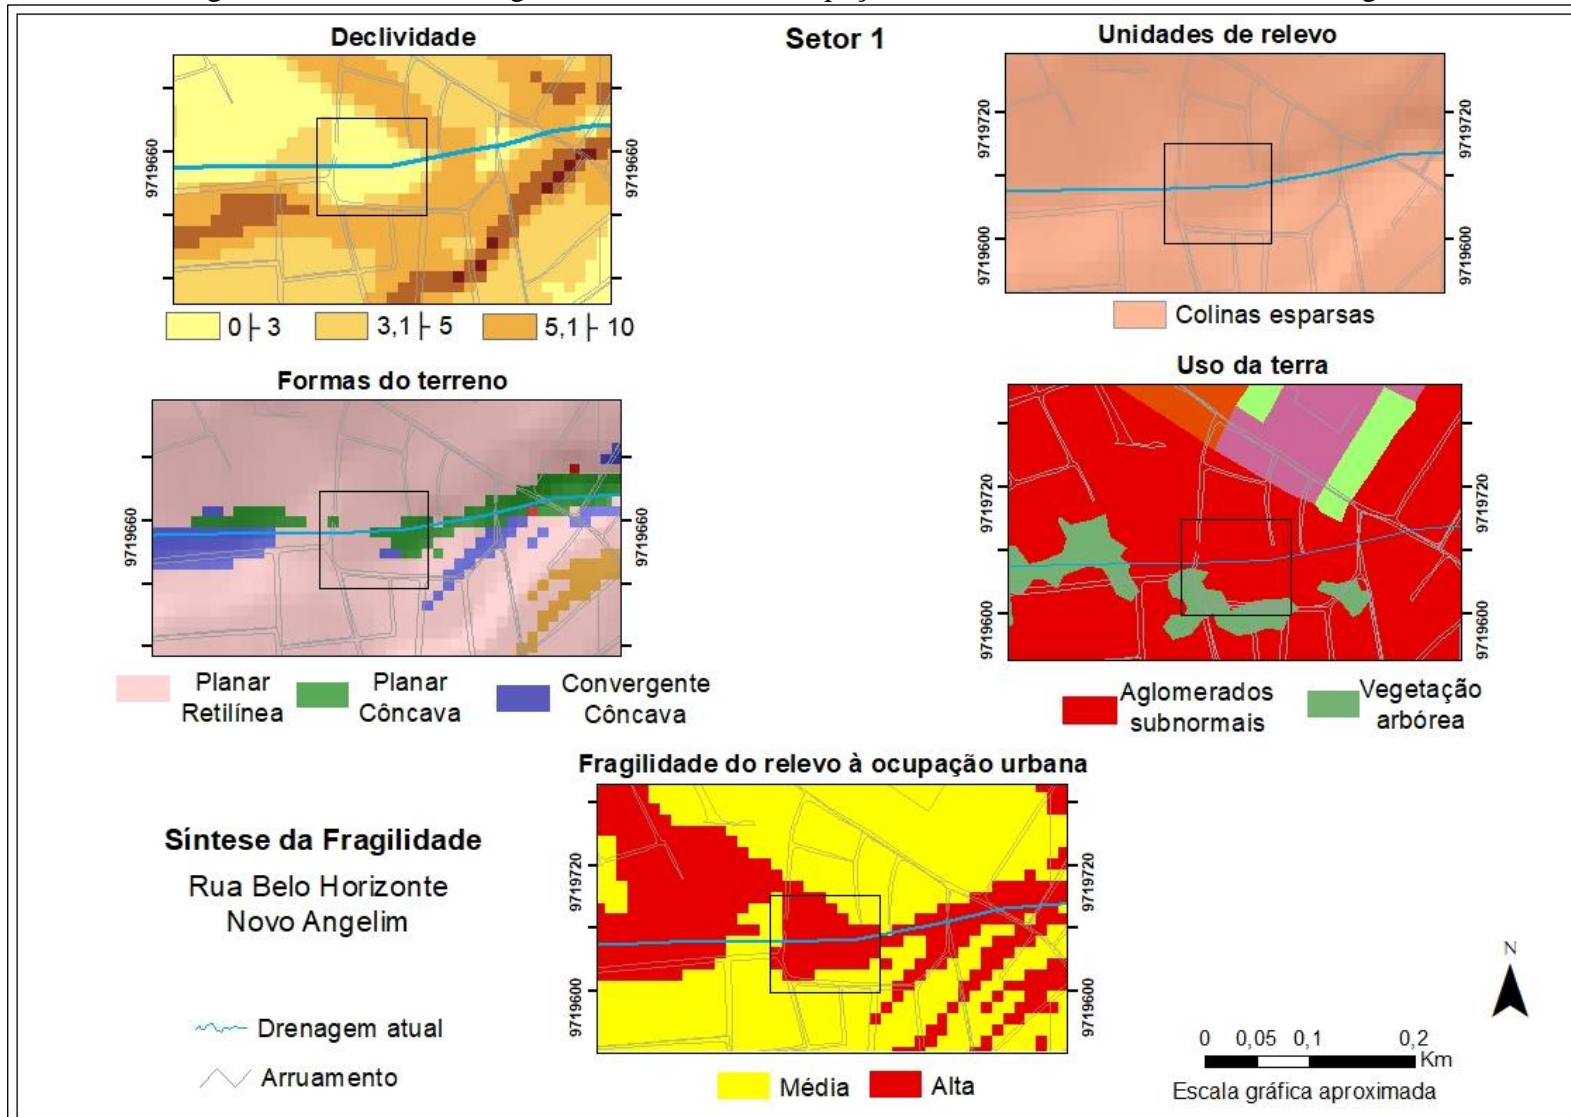 Declividade
Setor 1
Unidades de relevo
9719660
9719660
9719720
9719600
9719720
9719600
0 ├ 3
3,1 ├ 5
5,1 ├ 10
Colinas esparsas
Formas do terreno
Uso da terra
9719660
9719660
9719720
9719600
9719720
9719600
Planar
Retilínea
Planar
Côncava
Convergente
Côncava
Aglomerados
subnormais
Vegetação
arbórea
Fragilidade do relevo à ocupação urbana
9719720
9719600
9719720
9719600
Síntese da Fragilidade
Rua Belo Horizonte
Novo Angelim
Drenagem atual
Arruamento
Média
Alta
N
0 0,05 0,1 0,2
Km
Escala gráfica aproximada